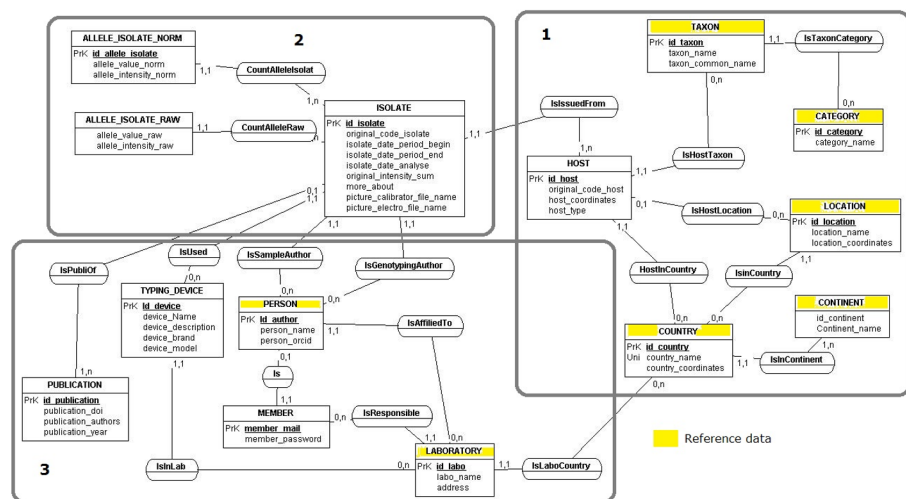 2
ALLELE_ISOLATE_NORM
PrK id_allele_isolate
allele_value_norm
allele_intensity_norm
1,1
CountAlleleIsolat
1,n
ALLELE_ISOLATE_RAW
allele_value_raw
allele_intensity_raw
1,1
CountAlleleRaw
n
ISOLATE
PrK id_isolate
original_code_isolate
isolate_date_period_begin
isolate_date_period_end
isolate_date_analyse
original_intensity_sum
more_about
picture_calibrator_file_name
picture_electro_file_name
1,1
0,1
1,1
1,1
1,1
1
TAXON
PrK id_taxon
taxon_name
taxon_common_name
1,1
IsTaxonCategory
0,n
0,n
CATEGORY
PrK id_category
category_name
IsIssuedFrom
1,n
IsHostTaxon
1,1
HOST
PrK id_host
original_code_host
host_coordinates
host_type
0,1
IsHostLocation
0,n
LOCATION
PrK id_location
location_name
location_coordinates
1,1
1,1
HostInCountry
IsinCountry
0,n
0,n
CONTINENT
id_continent
Continent_name
1,n
COUNTRY
PrK id_country
Uni country_name
country_coordinates
1,1
IsInContinent
0,n
IsPubliOf
IsUsed
IsSampleAuthor
IsGenotypingAuthor
0,n
0,n
0,n
TYPING_DEVICE
PrK Id_device
device_Name
device_description
device_brand
device_model
1,1
PERSON
PrK Id_author
person_name
person_orcid
1,1
IsAffiliedTo
0,1
Is
1,1
1,n
PUBLICATION
PrK id_publication
publication_doi
publication_authors
publication_year
MEMBER
PrK member_mail
member_password
0,n
IsResponsible
1,1
0,n
LABORATORY
PrK id_labo
labo_name
address
1,1
IsLaboCountry
IsInLab
0,n
3
Reference data